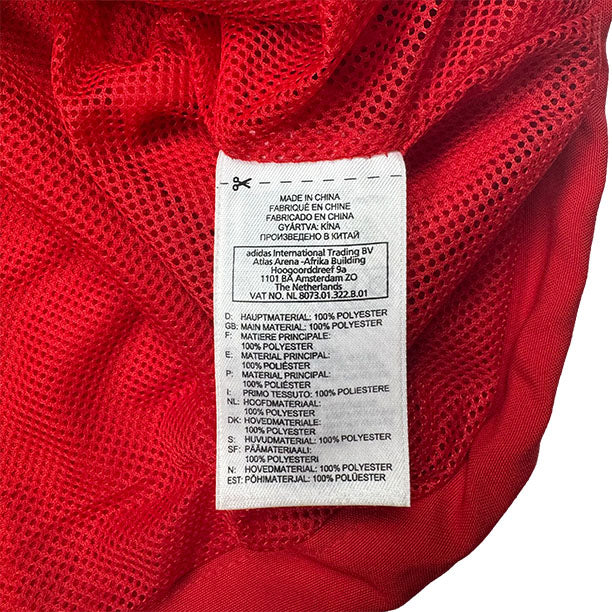 MADE IN CHINA
FABRIQUÉ EN CHINE
FABRICADO EN CHINA
GYÁRTVA: KÍNA
ПРОИЗВЕДЕНО В КИТАЙ
adidas International Trading BV
Atlas Arena -Afrika Building
Hoogoorddreef 9a
1101 BA Amsterdam ZO
The Netherlands
VAT NO. NL 8073.01.322.B.01
D: HAUPTMATERIAL: 100% POLYESTER
GB: MAIN MATERIAL: 100% POLYESTER
F: MATIERE PRINCIPALE:
100% POLYESTER
E: MATERIAL PRINCIPAL:
100% POLIÉSTER
P: MATERIAL PRINCIPAL:
100% POLIÉSTER
I: PRIMO TESSUTO: 100% POLIESTERE
NL: HOOFDMATERIAAL:
100% POLYESTER
DK: HOVEDMATERIALE:
100% POLYESTER
S: HUVUDMATERIAL: 100% POLYESTER
SF: PÄÄMATERIAALI:
100% POLYESTERI
N: HOVEDMATERIAL: 100% POLYESTER
EST: PÕHIMATERJAL: 100% POLÜESTER